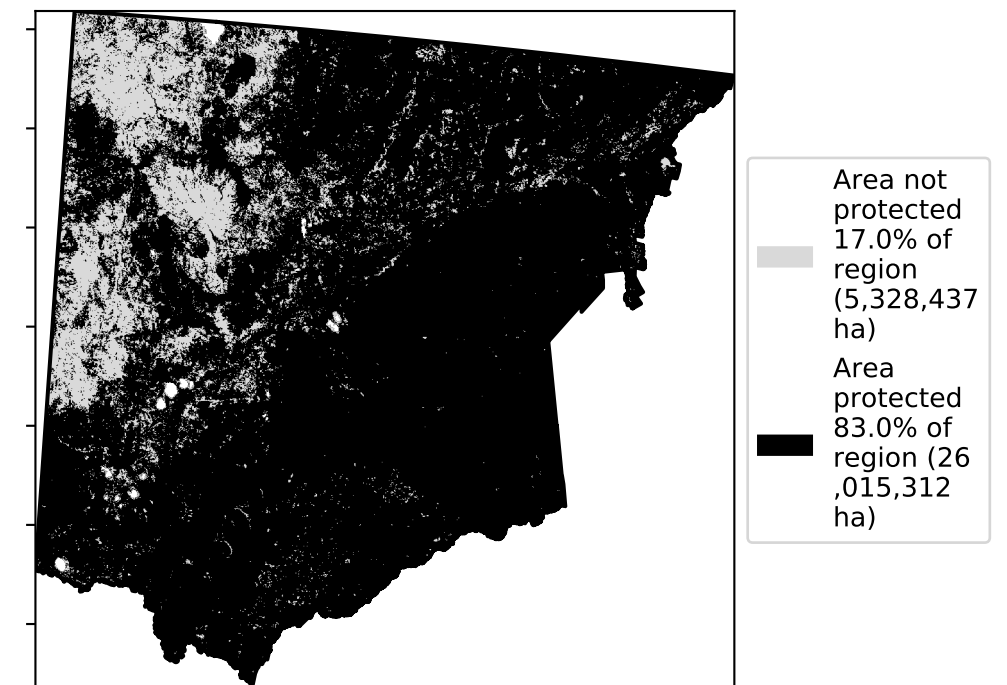 Area not
protected
17.0% of
region
(5,328,437
ha)
Area
protected
83.0% of
region (26
,015,312
ha)